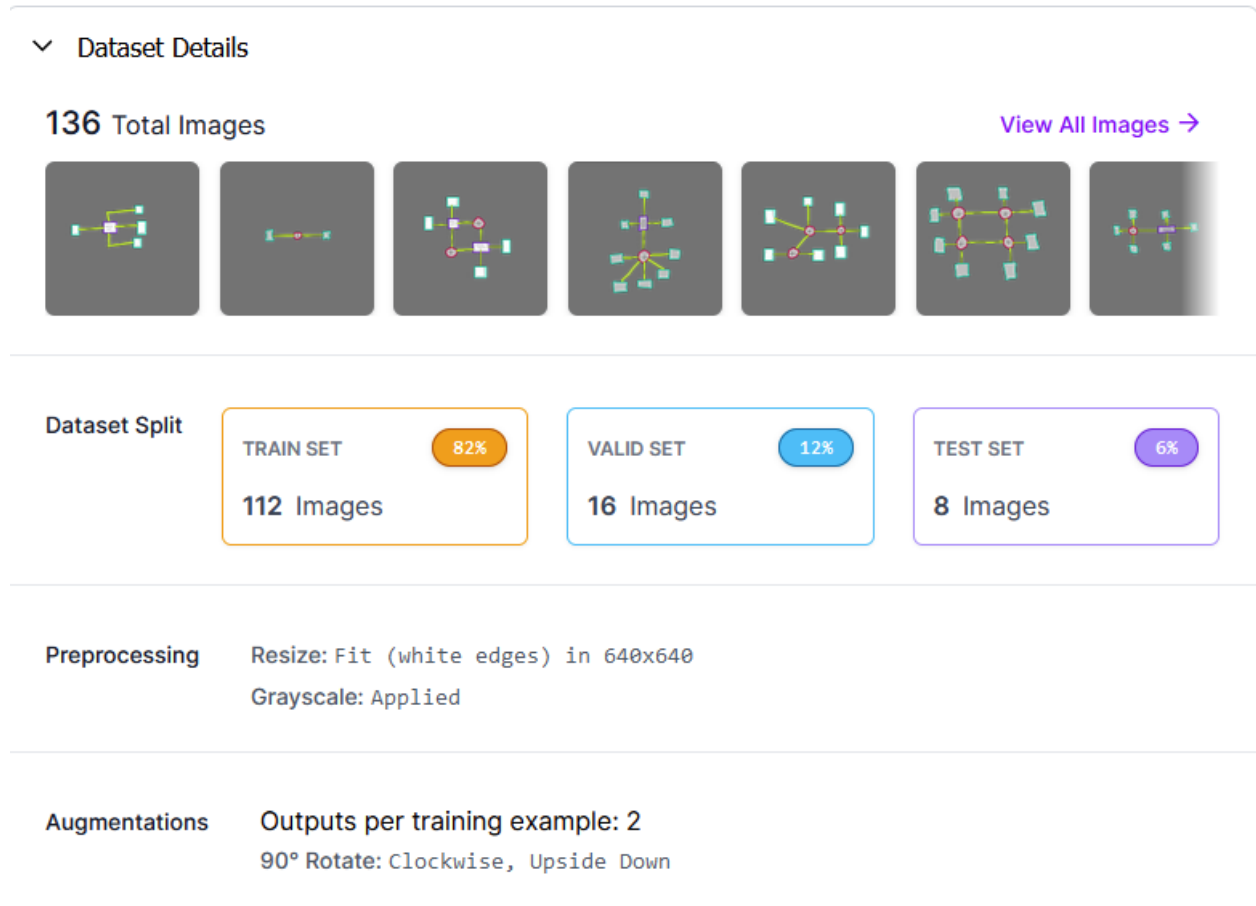 Dataset Details
136 Total Images
View All Images →
Dataset Split
TRAIN SET
82%
112 Images
VALID SET
12%
16 Images
TEST SET
6%
8 Images
Preprocessing
Resize: Fit (white edges) in 640x640
Grayscale: Applied
Augmentations
Outputs per training example: 2
90° Rotate: Clockwise, Upside Down